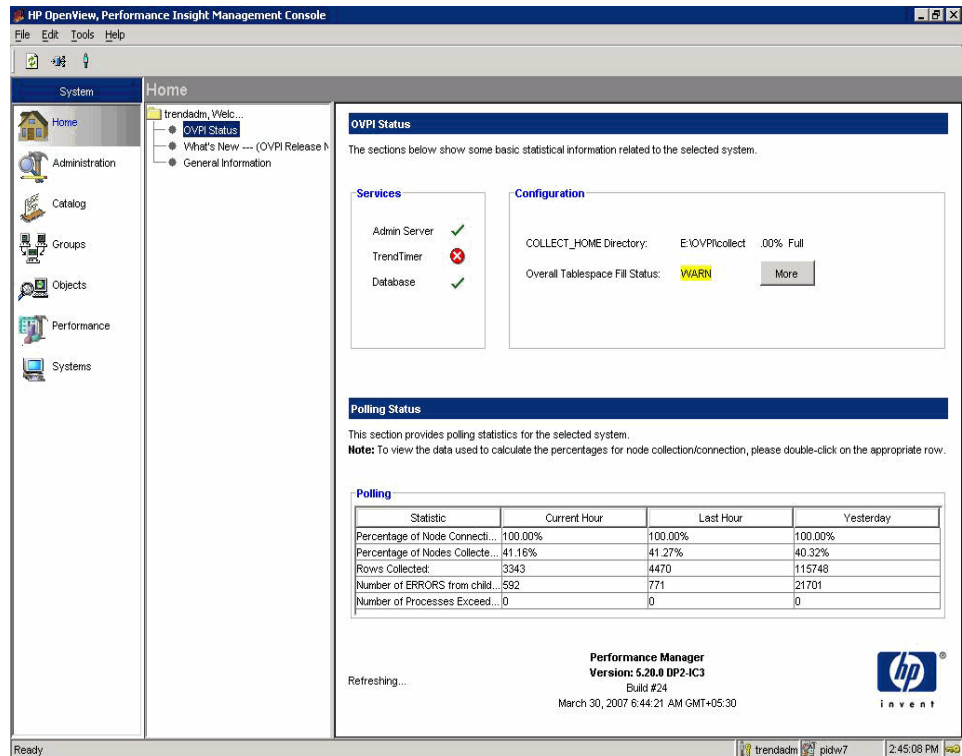 HP OpenView, Performance Insight Management Console
File Edit Tools Help
System
Home
Administration
Catalog
Groups
Objects
Performance
Systems
Home
trendadm, Welc...
OVPI Status
What's New --- (OVPI Release N
General Information
OVPI Status
The sections below show some basic statistical information related to the selected system.
Services
Admin Server
TrendTimer
Database
Configuration
COLLECT_HOME Directory: E:\OVPI\collect .00% Full
Overall Tablespace Fill Status: WARN More
Polling Status
This section provides polling statistics for the selected system.
Note: To view the data used to calculate the percentages for node collection/connection, please double-click on the appropriate row.
Polling
Statistic Current Hour Last Hour Yesterday
Percentage of Node Connecti... 100.00% 100.00% 100.00%
Percentage of Nodes Collecte... 41.16% 41.27% 40.32%
Rows Collected: 3343 4470 115748
Number of ERRORS from child... 592 771 21701
Number of Processes Exceed... 0 0 0
Refreshing...
Performance Manager
Version: 5.20.0 DP2-IC3
Build #24
March 30, 2007 6:44:21 AM GMT+05:30
hp ®
invent
Ready trendadm pidw7 2:45:08 PM